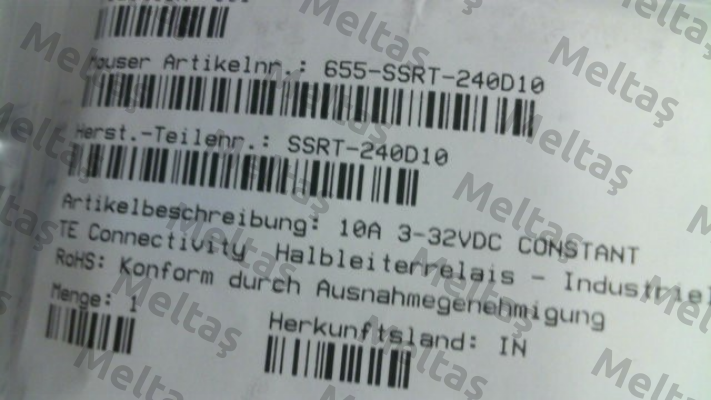 Mouser Artikelnr.: 655-SSRT-240D10
Herst.-Teilenr.: SSRT-240D10
Artikelbeschreibung: 10A 3-32VDC CONSTANT
TE Connectivity Halbleiterrelais - Industriel
RoHS: Konform durch Ausnahmegenehmigung
Menge: 1
Herkunftsland: IN
Meltaş